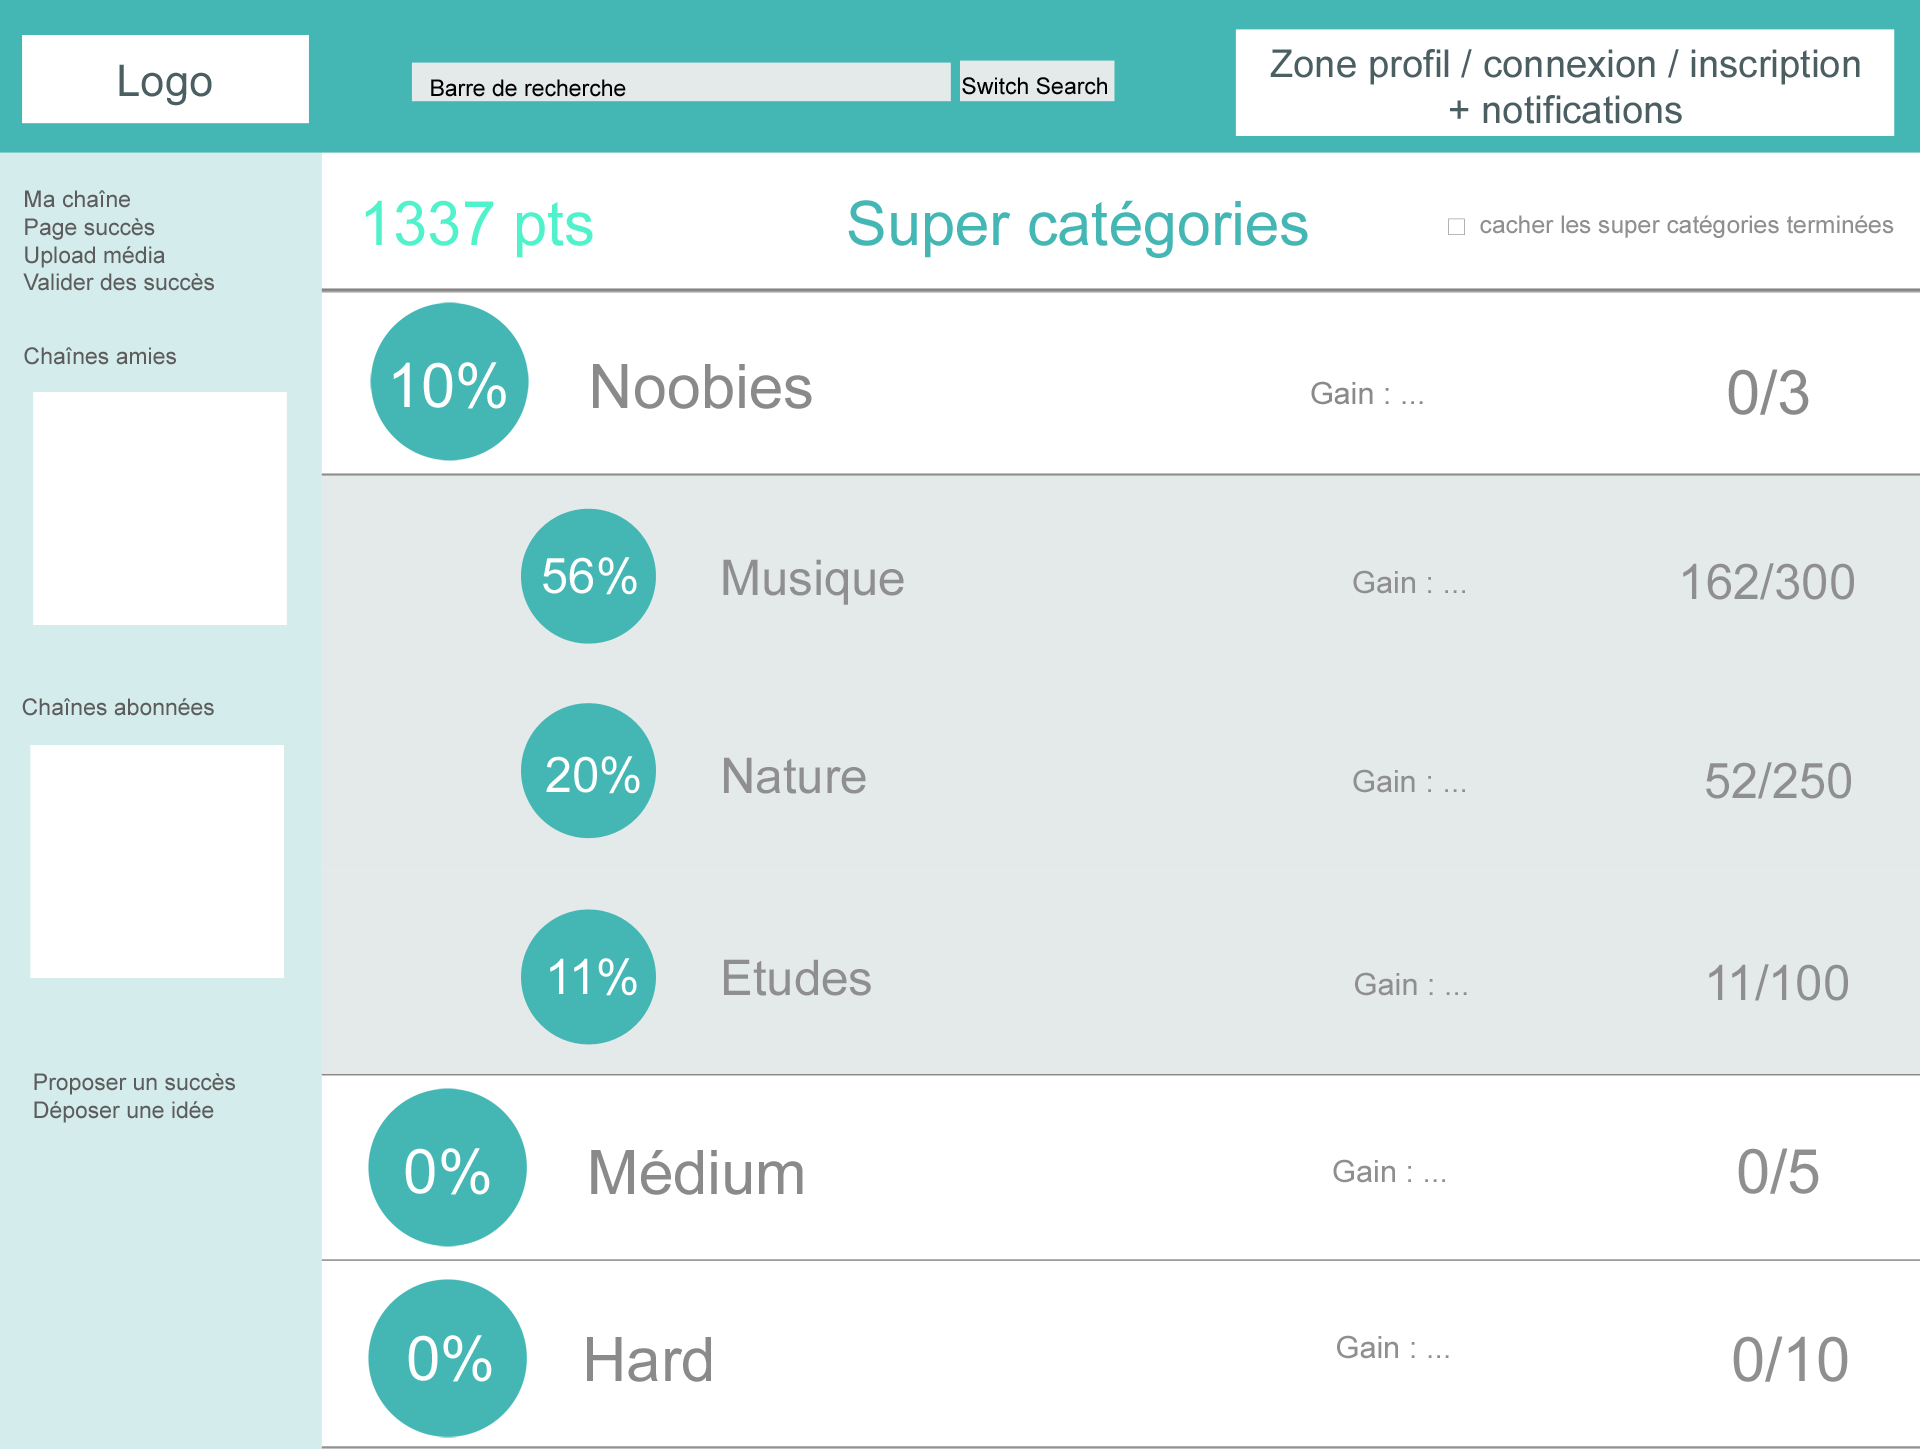 Logo
Barre de recherche
Switch Search
Zone profil / connexion / inscription
+ notifications
Ma chaîne
Page succès
Upload média
Valider des succès
Chaînes amies
Chaînes abonnées
Proposer un succès
Déposer une idée
1337 pts
Super catégories
cacher les super catégories terminées
10%
Noobies
Gain : ...
0/3
56%
Musique
Gain : ...
162/300
20%
Nature
Gain : ...
52/250
11%
Etudes
Gain : ...
11/100
0%
Médium
Gain : ...
0/5
0%
Hard
Gain : ...
0/10